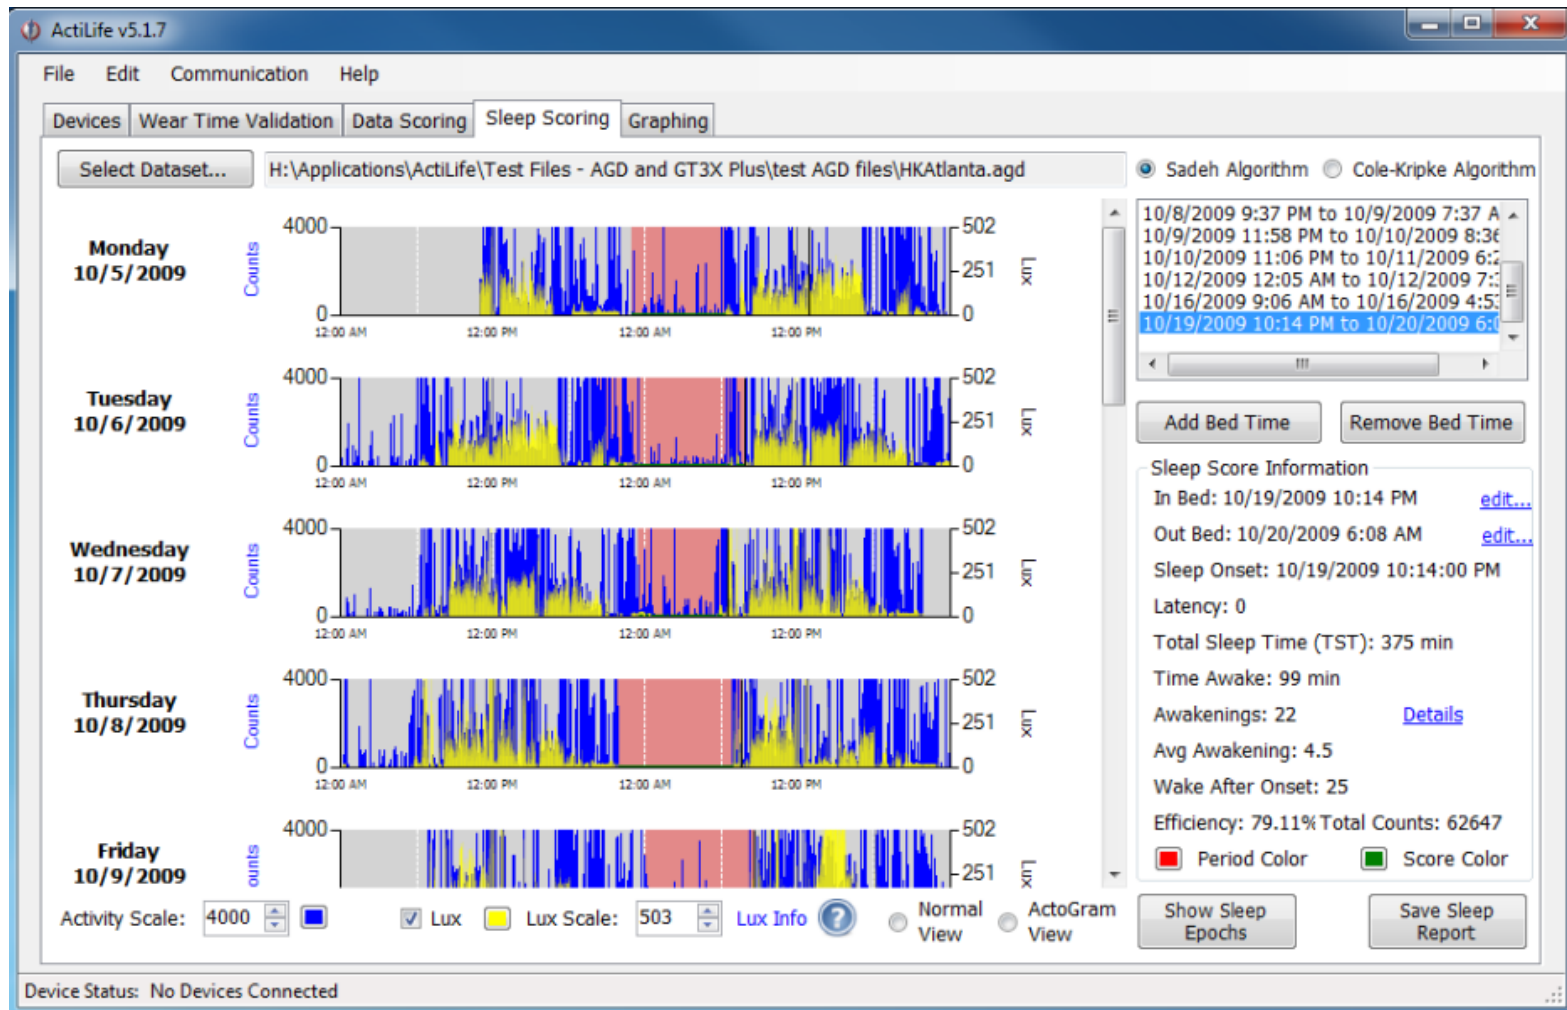 ActiLife v5.1.7
File Edit Communication Help
Devices Wear Time Validation Data Scoring Sleep Scoring Graphing
Select Dataset... H:\Applications\ActiLife\Test Files - AGD and GT3X Plus\test AGD files\HKAtlanta.agd Sadeh Algorithm Cole-Kripke Algorithm
Monday
10/5/2009
Counts
4000
0
502
251
0
Lux
12:00 AM 12:00 PM 12:00 AM 12:00 PM
Tuesday
10/6/2009
Counts
4000
0
502
251
0
Lux
12:00 AM 12:00 PM 12:00 AM 12:00 PM
Wednesday
10/7/2009
Counts
4000
0
502
251
0
Lux
12:00 AM 12:00 PM 12:00 AM 12:00 PM
Thursday
10/8/2009
Counts
4000
0
502
251
0
Lux
12:00 AM 12:00 PM 12:00 AM 12:00 PM
Friday
10/9/2009
ounts
4000
502
251
Lux
10/8/2009 9:37 PM to 10/9/2009 7:37 A
10/9/2009 11:58 PM to 10/10/2009 8:36
10/10/2009 11:06 PM to 10/11/2009 6:2
10/12/2009 12:05 AM to 10/12/2009 7:3
10/16/2009 9:06 AM to 10/16/2009 4:53
10/19/2009 10:14 PM to 10/20/2009 6:0
Add Bed Time Remove Bed Time
Sleep Score Information
In Bed: 10/19/2009 10:14 PM edit...
Out Bed: 10/20/2009 6:08 AM edit...
Sleep Onset: 10/19/2009 10:14:00 PM
Latency: 0
Total Sleep Time (TST): 375 min
Time Awake: 99 min
Awakenings: 22 Details
Avg Awakening: 4.5
Wake After Onset: 25
Efficiency: 79.11% Total Counts: 62647
Period Color Score Color
Activity Scale: 4000 Lux Lux Scale: 503 Lux Info ? Normal View ActoGram View
Show Sleep Epochs Save Sleep Report
Device Status: No Devices Connected